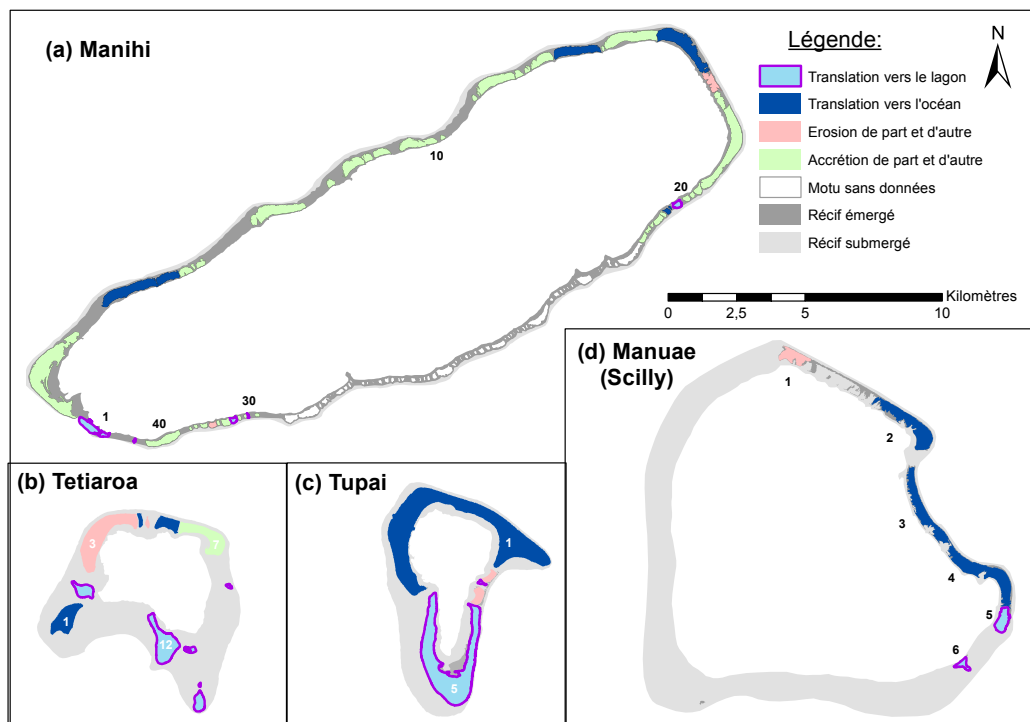 (a) Manihi
N
Légende:
Translation vers le lagon
Translation vers l'océan
Erosion de part et d'autre
Accrétion de part et d'autre
Motu sans données
Récif émergé
Récif submergé
10
20
Kilomètres
0 2,5 5 10
1
40
30
(b) Tetiaroa
3
7
1
12
(c) Tupai
1
5
(d) Manuae
(Scilly)
1
2
3
4
5
6